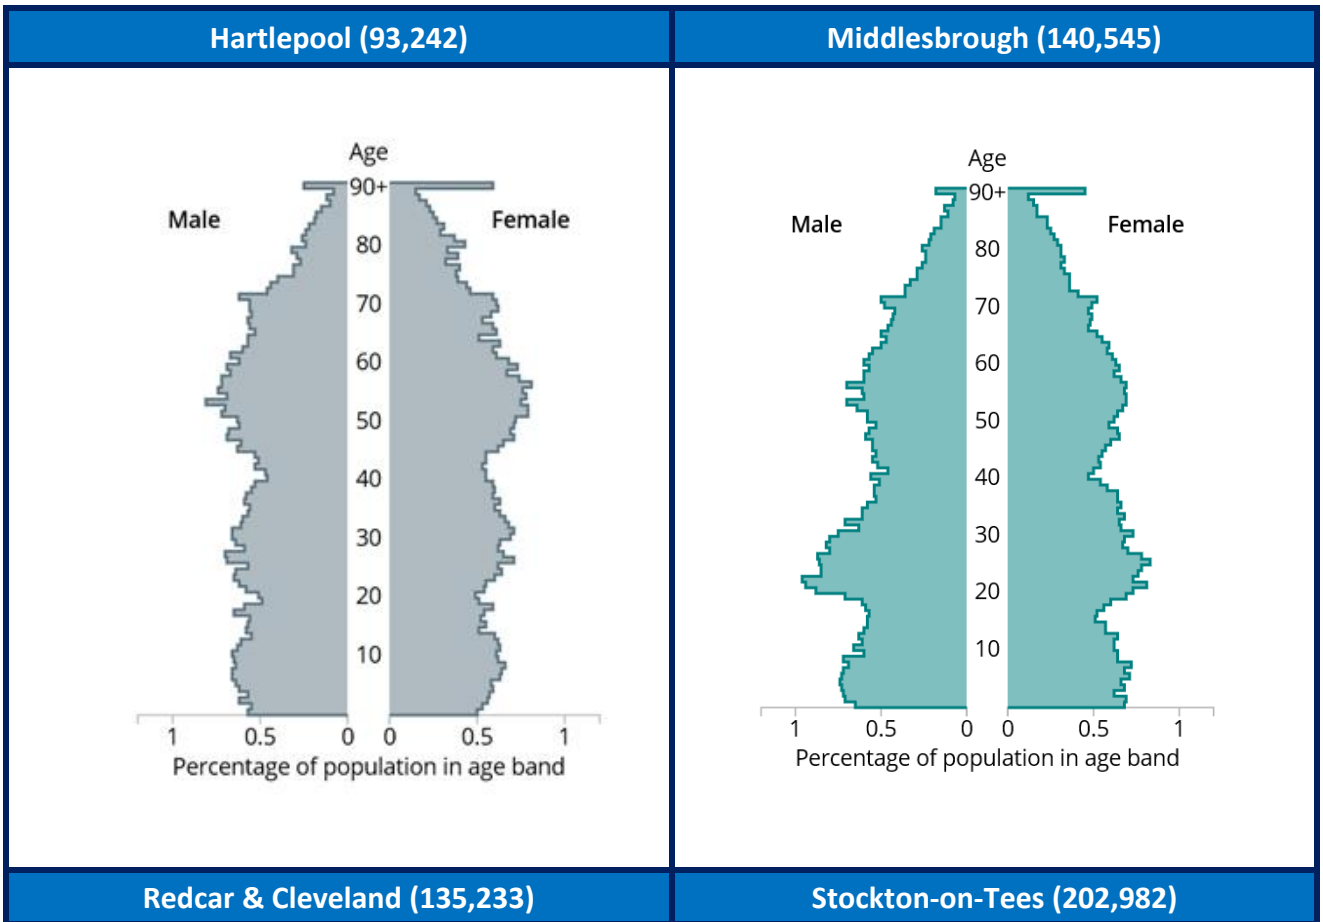 Hartlepool (93,242)
Middlesbrough (140,545)
Age
90+
Male
Female
80
70
60
50
40
30
20
10
1 0.5 0 0 0.5 1
Percentage of population in age band
Age
90+
Male
Female
80
70
60
50
40
30
20
10
1 0.5 0 0 0.5 1
Percentage of population in age band
Redcar & Cleveland (135,233)
Stockton-on-Tees (202,982)